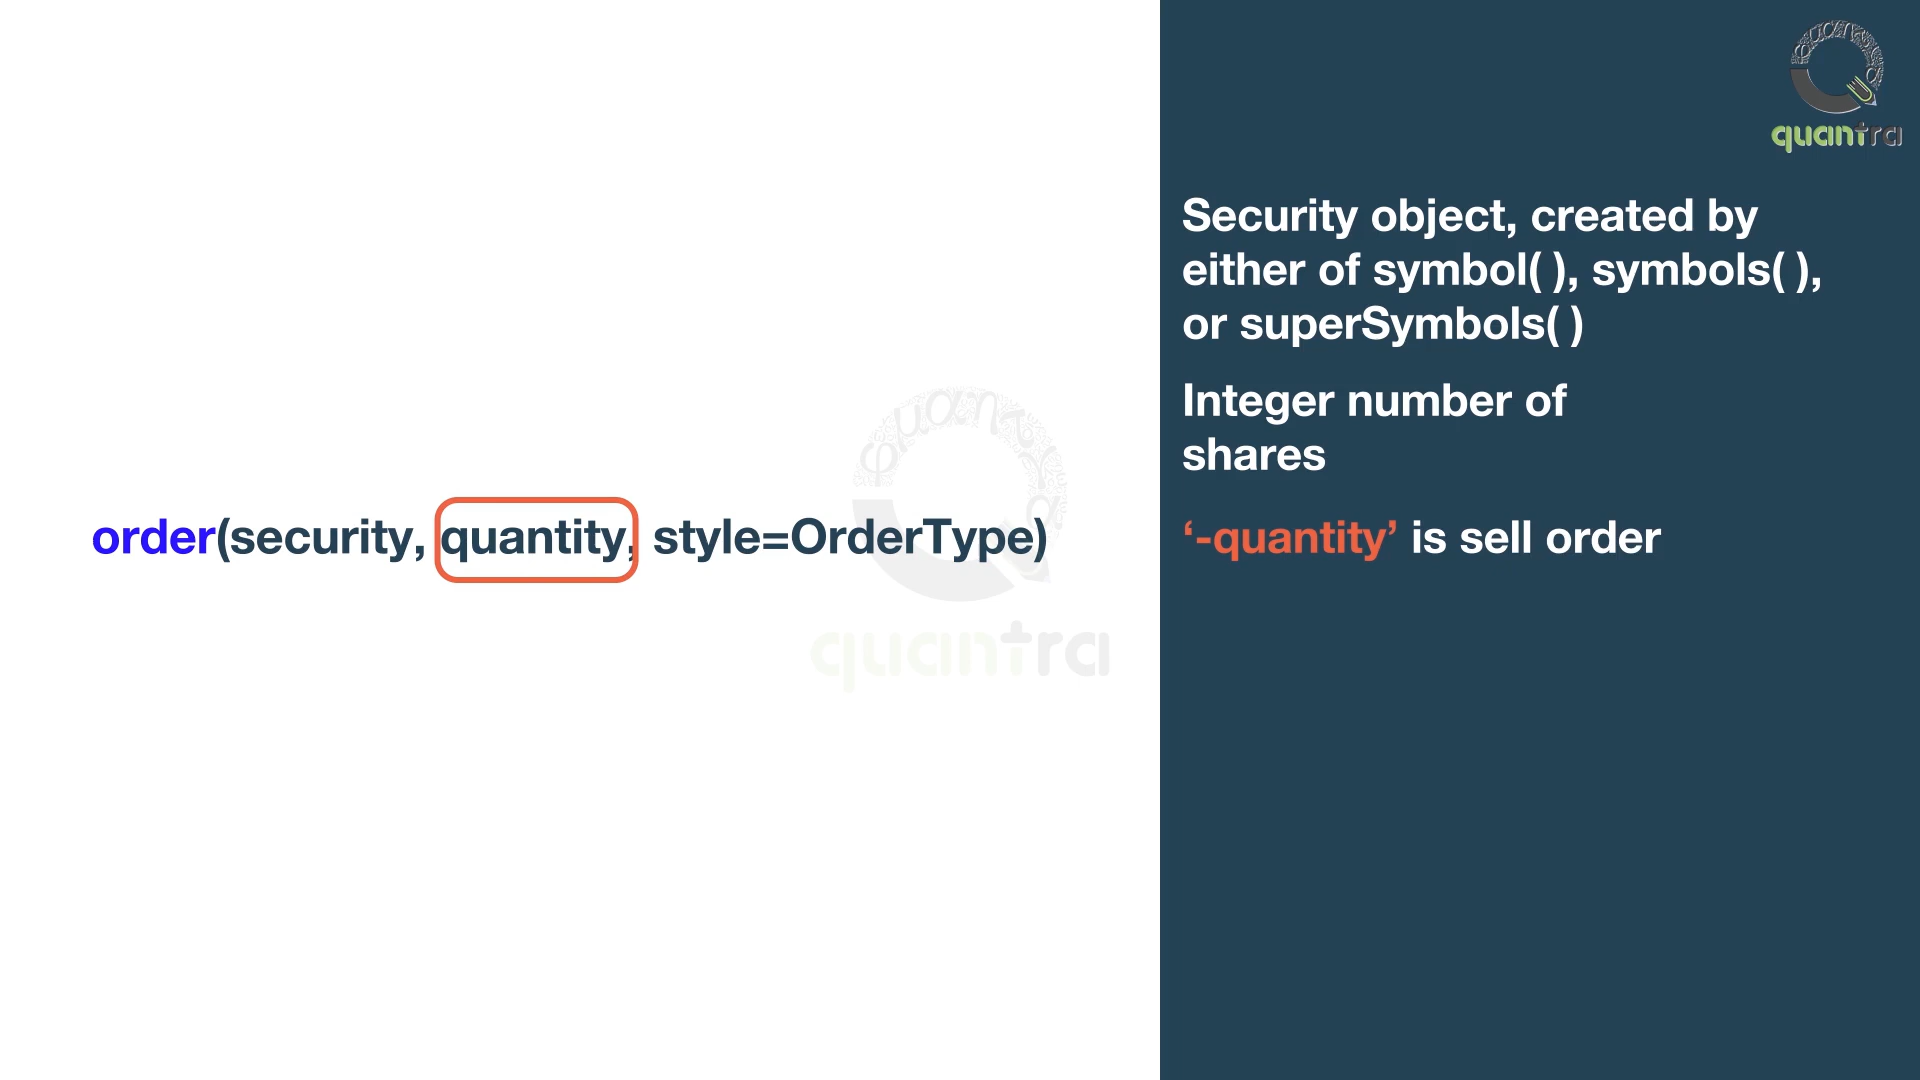 order(security, quantity, style=OrderType)
quantra
Security object, created by
either of symbol( ), symbols( ),
or superSymbols( )
Integer number of
shares
‘-quantity’ is sell order
quantra